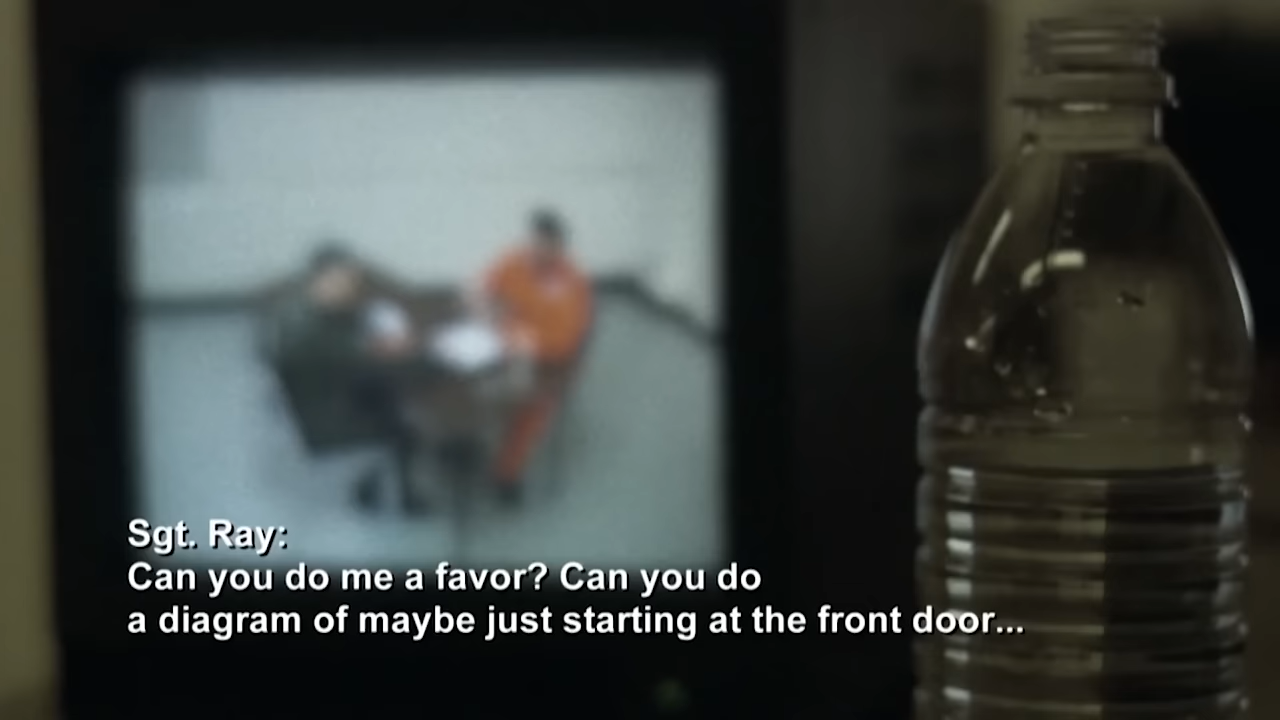 Sgt. Ray:
Can you do me a favor? Can you do
a diagram of maybe just starting at the front door...